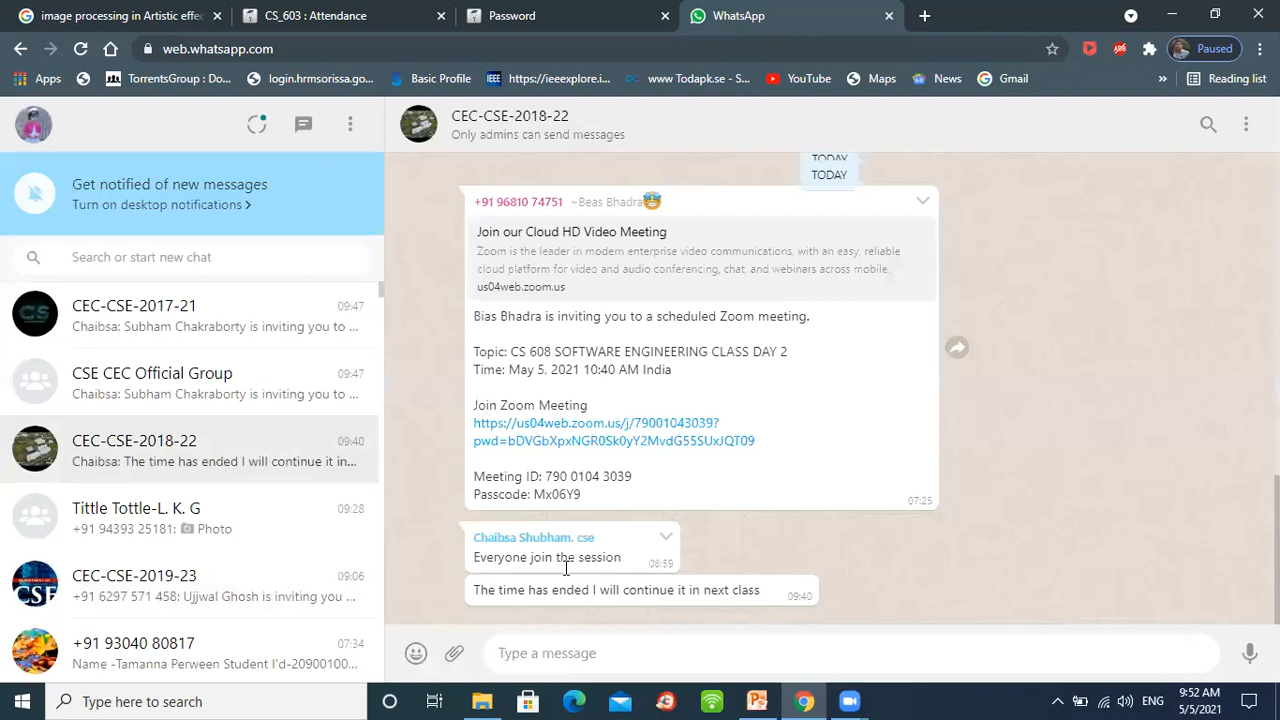 image processing in Artistic effect
CS_603 : Attendance
Password
WhatsApp
web.whatsapp.com
Paused
Apps
TorrentsGroup : Do...
login.hrmsorissa.go...
Basic Profile
https://ieeexplore.i...
www Todapk.se - S...
YouTube
Maps
News
Gmail
Reading list
CEC-CSE-2018-22
Only admins can send messages
Get notified of new messages
Turn on desktop notifications >
Search or start new chat
CEC-CSE-2017-21 09:47
Chaibsa: Subham Chakraborty is inviting you to ...
CSE CEC Official Group 09:47
Chaibsa: Subham Chakraborty is inviting you to ...
CEC-CSE-2018-22 09:40
Chaibsa: The time has ended I will continue it in...
Tittle Tottle-L. K. G 09:28
+91 94393 25181: Photo
CEC-CSE-2019-23 09:06
+91 6297 571 458: Ujjwal Ghosh is inviting you ...
+91 93040 80817 07:34
Name -Tamanna Perween Student I'd-20900100...
TODAY
TODAY
+91 96810 74751 ~Beas Bhadra
Join our Cloud HD Video Meeting
Zoom is the leader in modern enterprise video communications, with an easy, reliable
cloud platform for video and audio conferencing, chat, and webinars across mobile.
us04web.zoom.us
Bias Bhadra is inviting you to a scheduled Zoom meeting.
Topic: CS 608 SOFTWARE ENGINEERING CLASS DAY 2
Time: May 5, 2021 10:40 AM India
Join Zoom Meeting
https://us04web.zoom.us/j/79001043039?
pwd=bDVGbXpxNGR0Sk0yY2MvdG55SUxJQT09
Meeting ID: 790 0104 3039
Passcode: Mx06Y9
07:25
Chaibsa Shubham. cse
Everyone join the session 08:59
The time has ended I will continue it in next class 09:40
Type a message
Type here to search
ENG
9:52 AM
5/5/2021